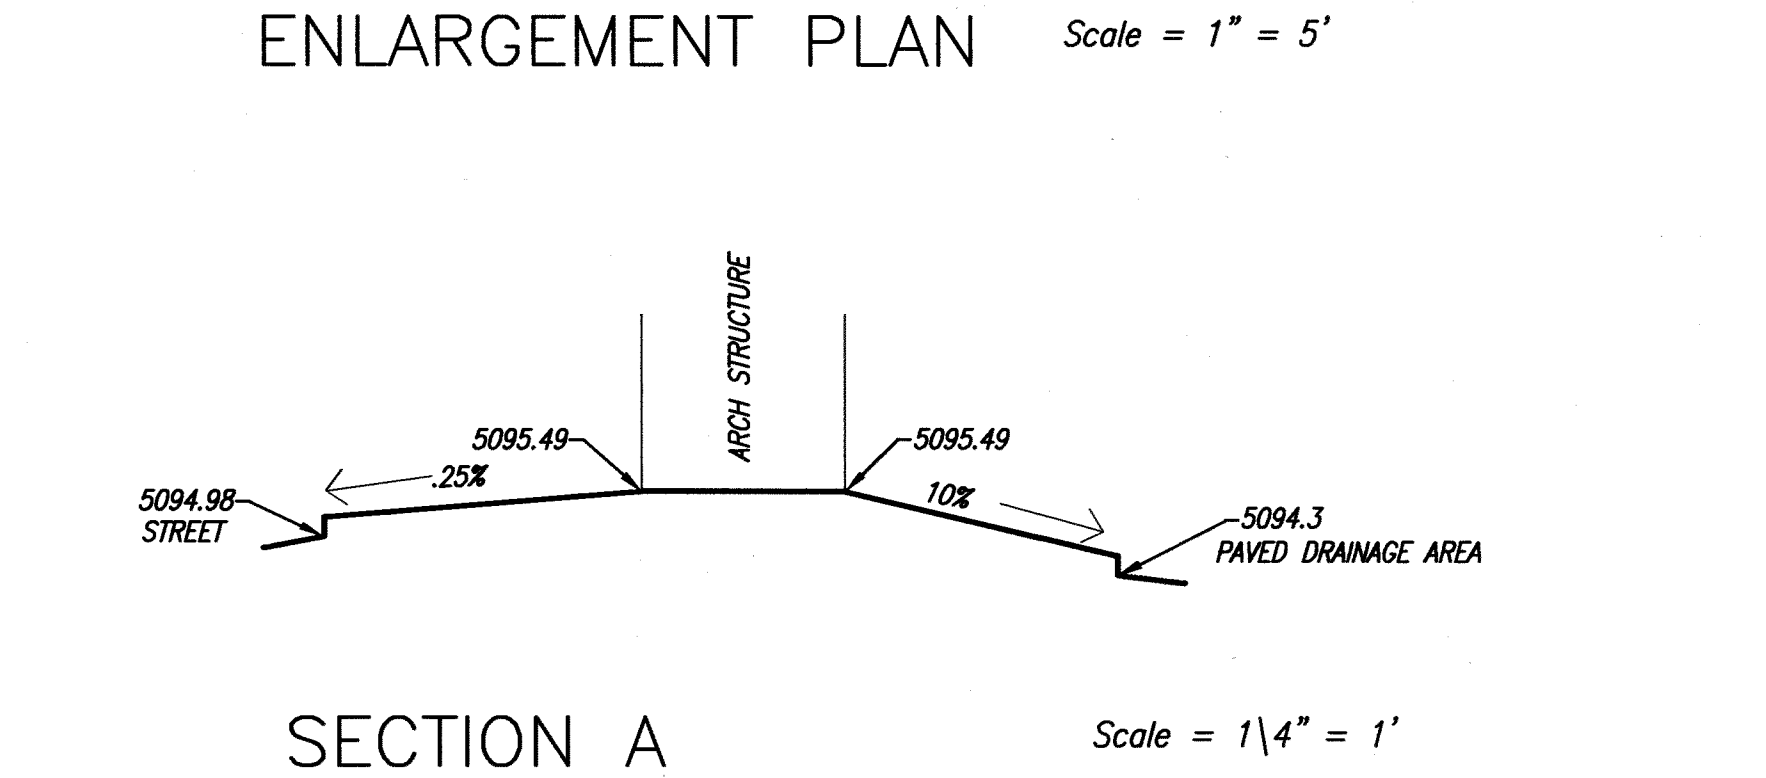 ENLARGEMENT PLAN Scale = 1" = 5'
ARCH STRUCTURE
5095.49
5095.49
.25%
10%
5094.98
STREET
5094.3
PAVED DRAINAGE AREA
SECTION A Scale = 1\4" = 1'